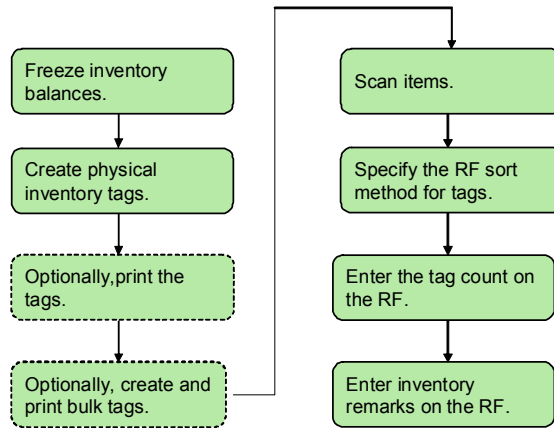 Freeze inventory
balances.
Create physical
inventory tags.
Optionally,print the
tags.
Optionally, create and
print bulk tags.
Scan items.
Specify the RF sort
method for tags.
Enter the tag count on
the RF.
Enter inventory
remarks on the RF.